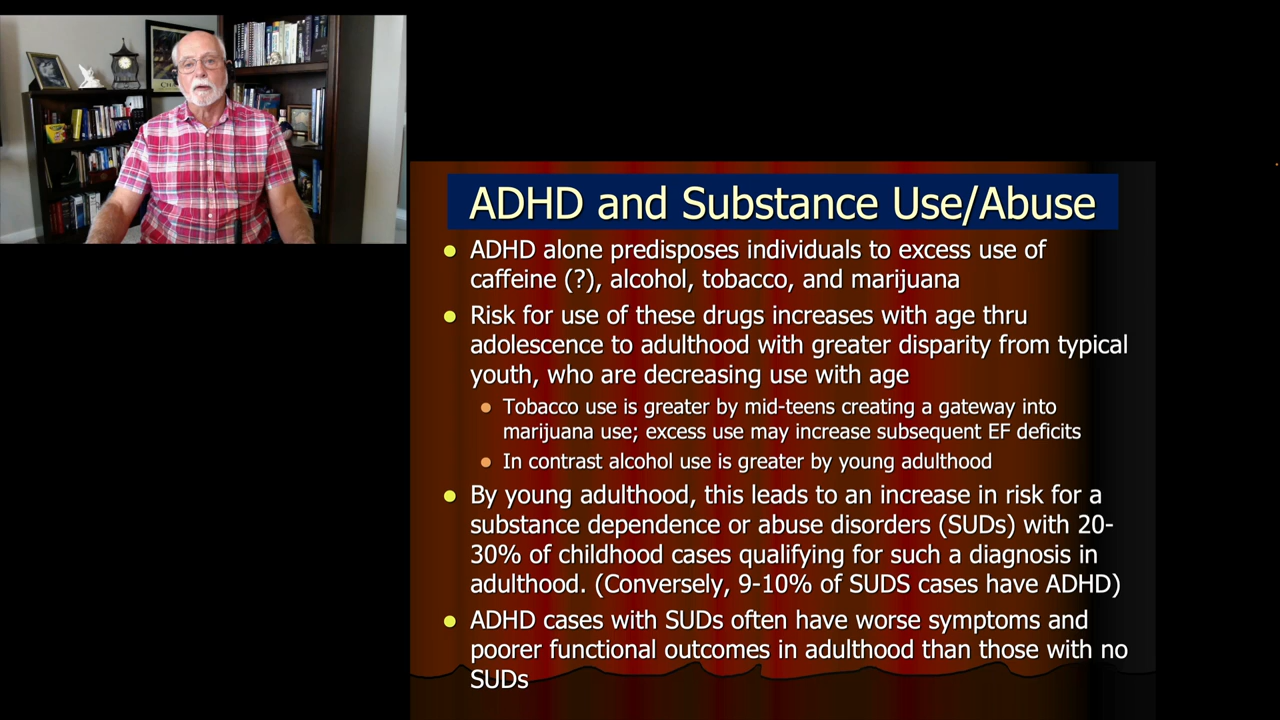 ADHD and Substance Use/Abuse
ADHD alone predisposes individuals to excess use of
caffeine (?), alcohol, tobacco, and marijuana
Risk for use of these drugs increases with age thru
adolescence to adulthood with greater disparity from typical
youth, who are decreasing use with age
Tobacco use is greater by mid-teens creating a gateway into
marijuana use; excess use may increase subsequent EF deficits
In contrast alcohol use is greater by young adulthood
By young adulthood, this leads to an increase in risk for a
substance dependence or abuse disorders (SUDs) with 20-
30% of childhood cases qualifying for such a diagnosis in
adulthood. (Conversely, 9-10% of SUDS cases have ADHD)
ADHD cases with SUDs often have worse symptoms and
poorer functional outcomes in adulthood than those with no
SUDs